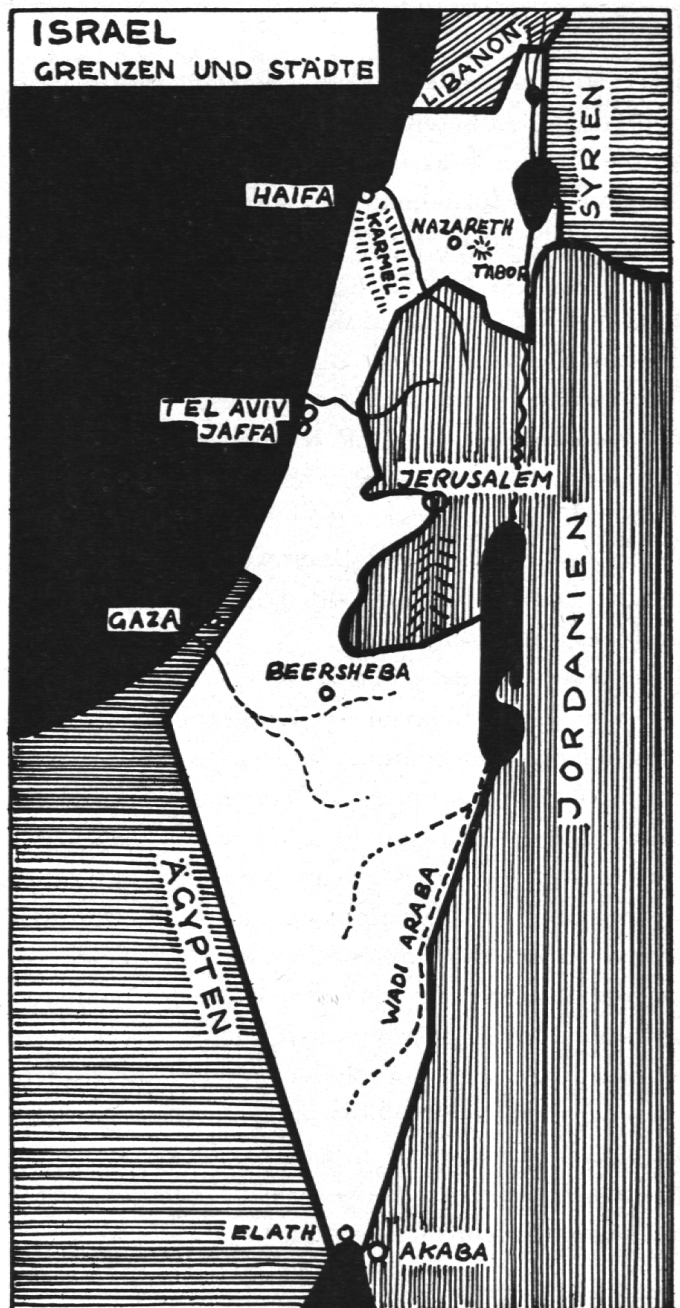 ISRAEL
GRENZEN UND STÄDTE
LIBANON
SYRIEN
HAIFA
KARMEL
NAZARETH
TABOR
TEL AVIV
JAFFA
JERUSALEM
JORDANIEN
GAZA
BEERSHEBA
ÄGYPTEN
WADI ARABA
ELATH
AKABA